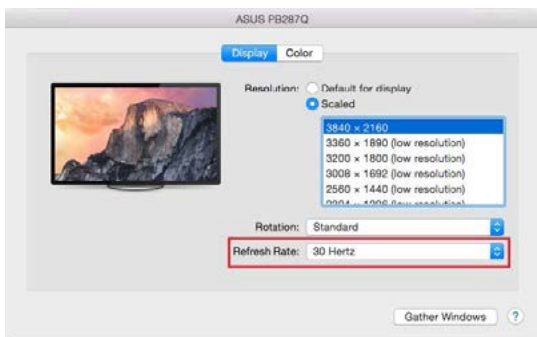 ASUS PB287Q
Display Color
Resolution: Default for display
Scaled
3840 × 2160
3360 × 1890 (low resolution)
3200 × 1800 (low resolution)
3008 × 1692 (low resolution)
2560 × 1440 (low resolution)
Rotation: Standard
Refresh Rate: 30 Hertz
Gather Windows ?